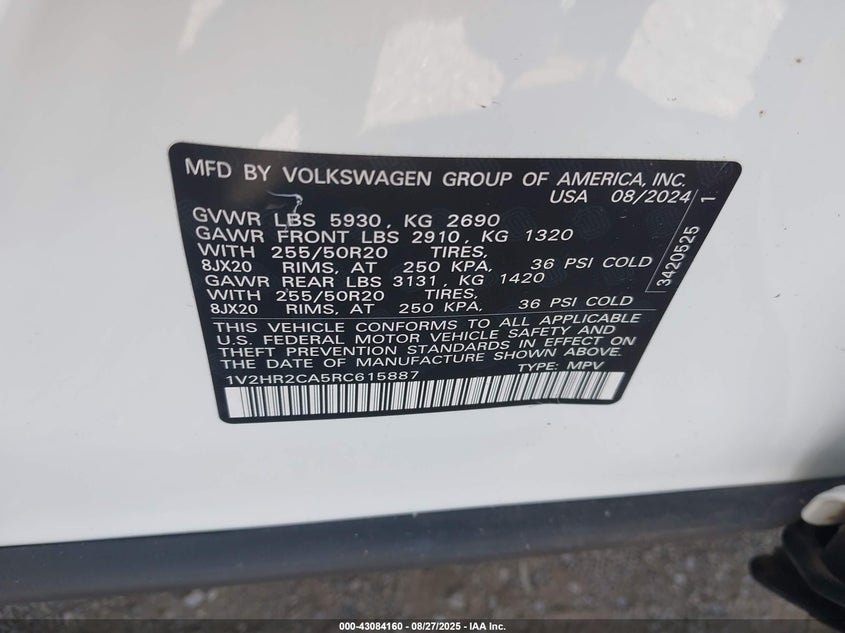 MFD BY VOLKSWAGEN GROUP OF AMERICA, INC.
USA 08/2024
GVWR LBS 5930, KG 2690
GAWR FRONT LBS 2910, KG 1320
WITH 255/50R20 TIRES,
8JX20 RIMS, AT 250 KPA, 36 PSI COLD
GAWR REAR LBS 3131, KG 1420
WITH 255/50R20 TIRES,
8JX20 RIMS, AT 250 KPA, 36 PSI COLD
THIS VEHICLE CONFORMS TO ALL APPLICABLE
U.S. FEDERAL MOTOR VEHICLE SAFETY AND
THEFT PREVENTION STANDARDS IN EFFECT ON
THE DATE OF MANUFACTURE SHOWN ABOVE.
1V2HR2CA5RC615887 TYPE: MPV
3420525 1
000-43084160 - 08/27/2025 - IAA Inc.